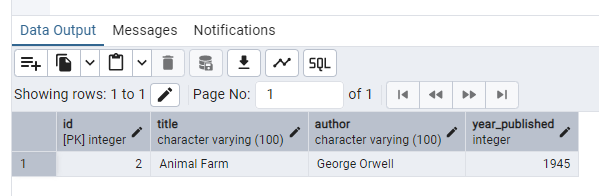 Data Output Messages Notifications
SQL
Showing rows: 1 to 1 Page No: 1 of 1
id title author year_published
[PK] integer character varying (100) character varying (100) integer
1 2 Animal Farm George Orwell 1945